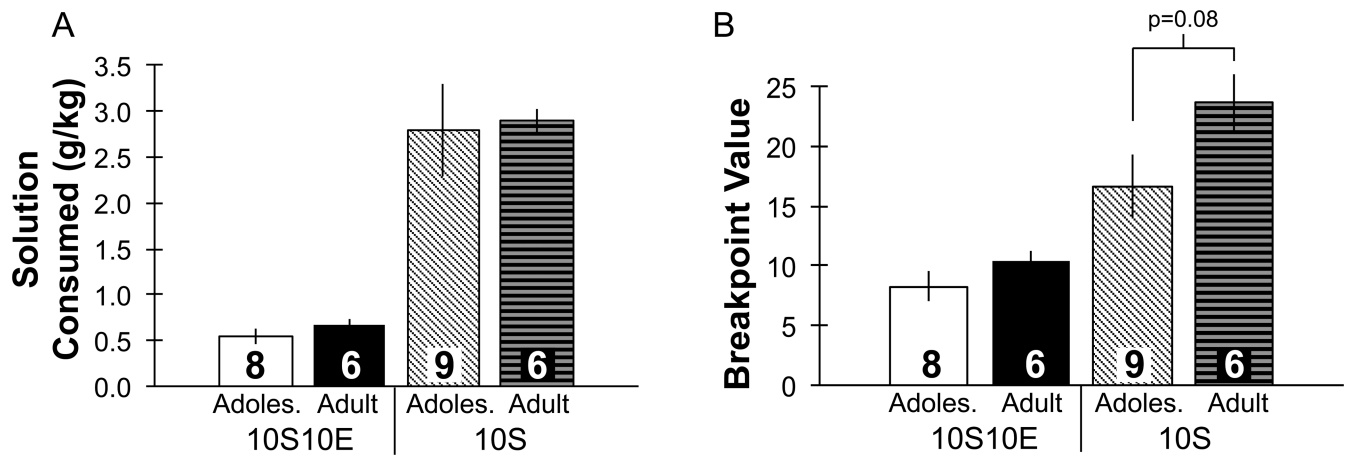 A
Solution
Consumed (g/kg)
3.5
3.0
2.5
2.0
1.5
1.0
0.5
0.0
8
6
9
6
Adoles.
Adult
Adoles.
Adult
10S10E
10S
B
p=0.08
Breakpoint Value
25
20
15
10
5
0
8
6
9
6
Adoles.
Adult
Adoles.
Adult
10S10E
10S